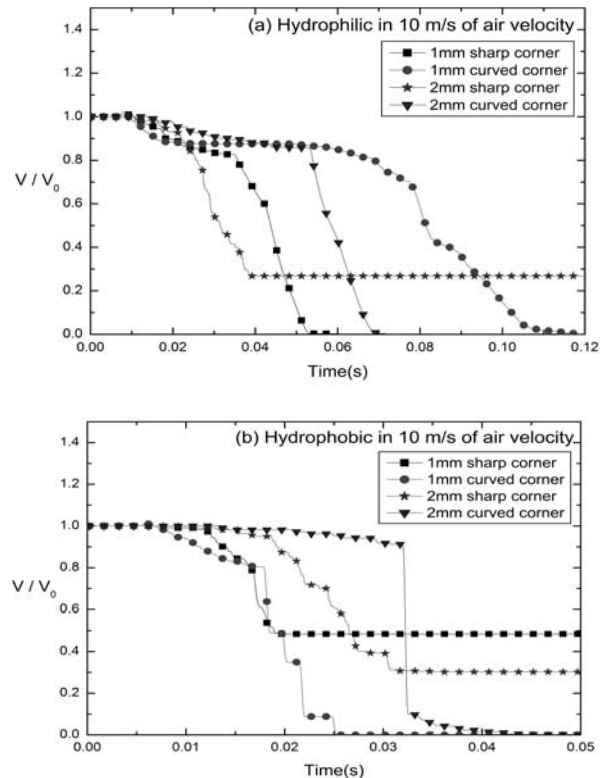 (a) Hydrophilic in 10 m/s of air velocity
1mm sharp corner
1mm curved corner
2mm sharp corner
2mm curved corner
1.4
1.2
1.0
0.8
0.6
0.4
0.2
0.0
V / V0
0.00 0.02 0.04 0.06 0.08 0.10 0.12
Time(s)
(b) Hydrophobic in 10 m/s of air velocity
1mm sharp corner
1mm curved corner
2mm sharp corner
2mm curved corner
1.4
1.2
1.0
0.8
0.6
0.4
0.2
0.0
V / V0
0.00 0.01 0.02 0.03 0.04 0.05
Time(s)